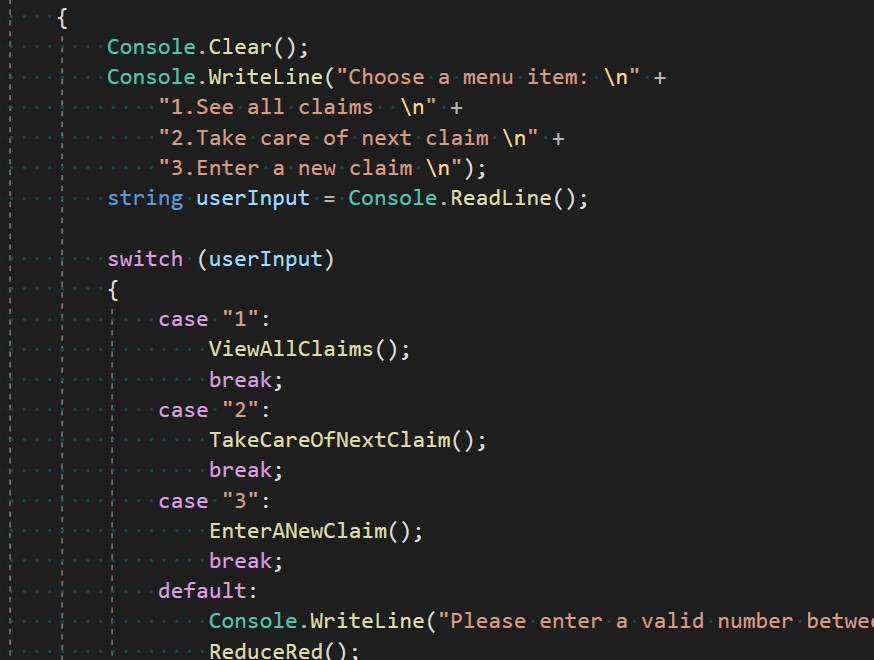 {
Console.Clear();
Console.WriteLine("Choose a menu item: \n" +
"1.See all claims  \n" +
"2.Take care of next claim \n" +
"3.Enter a new claim \n");
string userInput = Console.ReadLine();
switch (userInput)
{
case "1":
ViewAllClaims();
break;
case "2":
TakeCareOfNextClaim();
break;
case "3":
EnterANewClaim();
break;
default:
Console.WriteLine("Please enter a valid number
ReduceRed();